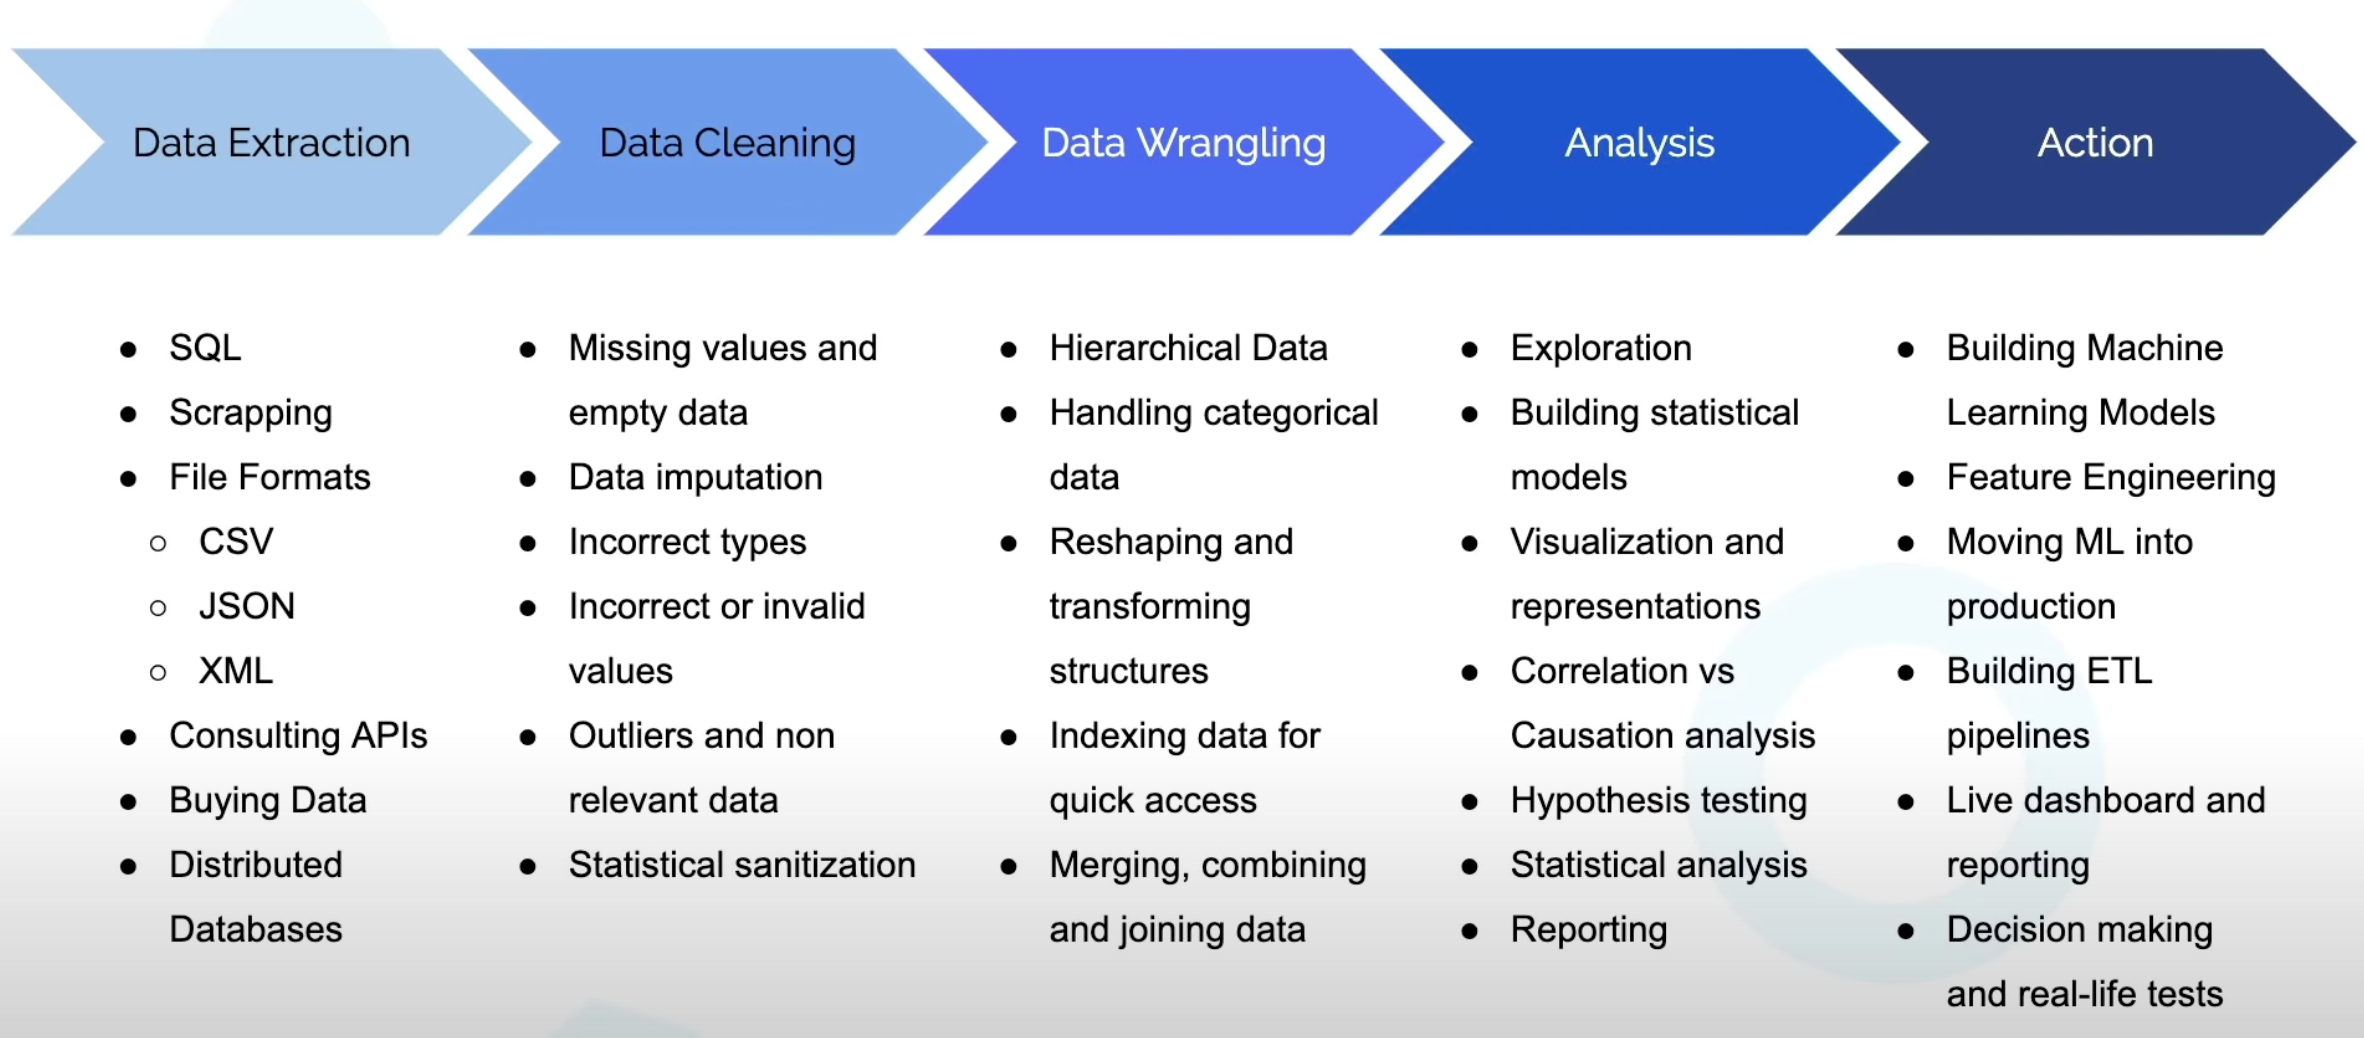 Data Extraction
Data Cleaning
Data Wrangling
Analysis
Action
● SQL
● Scrapping
● File Formats
○ CSV
○ JSON
○ XML
● Consulting APIs
● Buying Data
● Distributed
Databases
● Missing values and
empty data
● Data imputation
● Incorrect types
● Incorrect or invalid
values
● Outliers and non
relevant data
● Statistical sanitization
● Hierarchical Data
● Handling categorical
data
● Reshaping and
transforming
structures
● Indexing data for
quick access
● Merging, combining
and joining data
● Exploration
● Building statistical
models
● Visualization and
representations
● Correlation vs
Causation analysis
● Hypothesis testing
● Statistical analysis
● Reporting
● Building Machine
Learning Models
● Feature Engineering
● Moving ML into
production
● Building ETL
pipelines
● Live dashboard and
reporting
● Decision making
and real-life tests